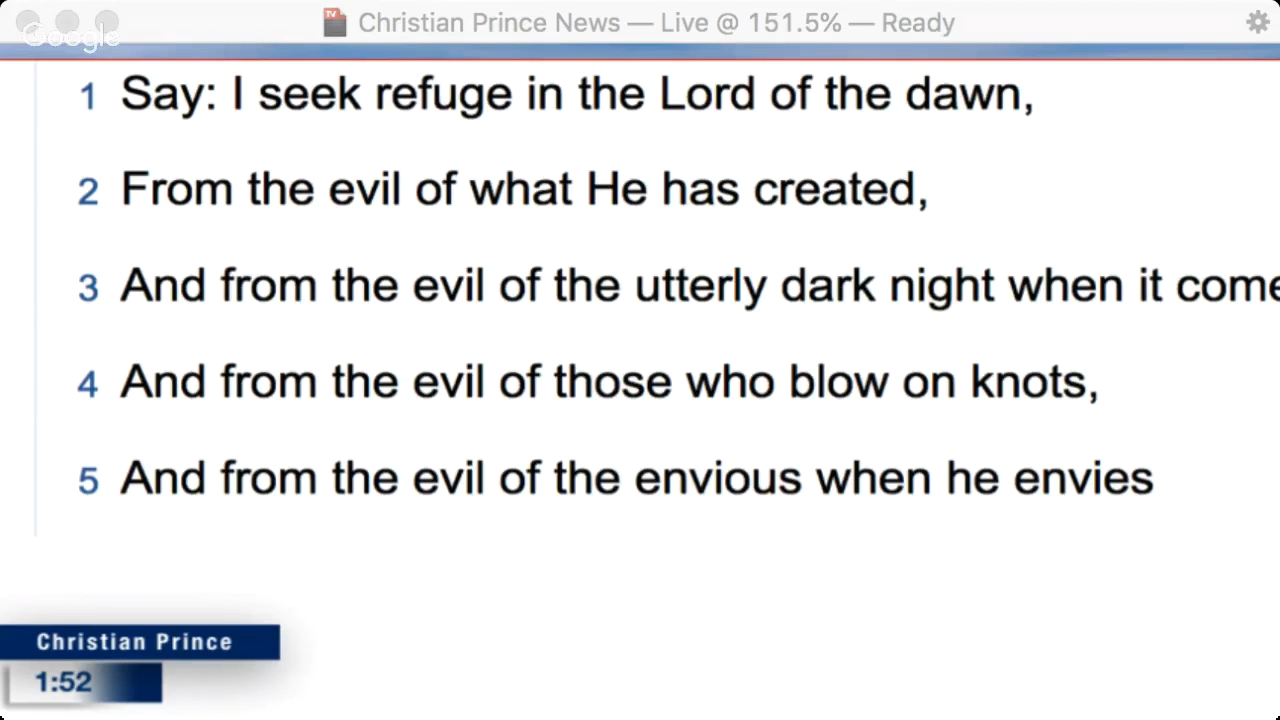 Christian Prince News — Live @ 151.5% — Ready
Google
1 Say: I seek refuge in the Lord of the dawn,
2 From the evil of what He has created,
3 And from the evil of the utterly dark night when it come
4 And from the evil of those who blow on knots,
5 And from the evil of the envious when he envies
Christian Prince
1:52